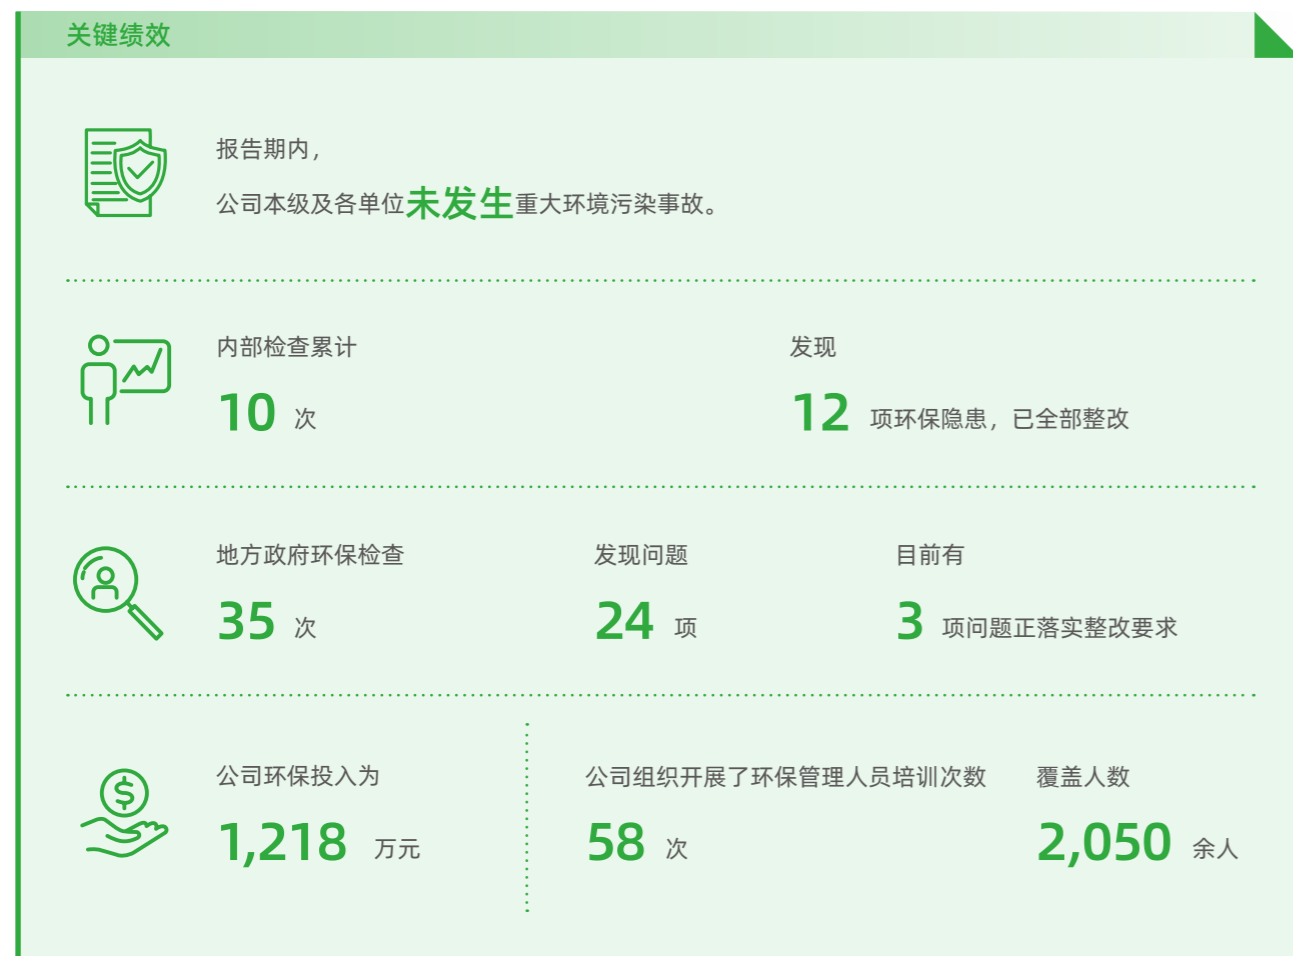 关键绩效
报告期内，
公司本级及各单位未发生重大环境污染事故。
内部检查累计
10 次
发现
12 项环保隐患，已全部整改
地方政府环保检查
35 次
发现问题
24 项
目前有
3 项问题正落实整改要求
公司环保投入为
1,218 万元
公司组织开展了环保管理人员培训次数
58 次
覆盖人数
2,050 余人